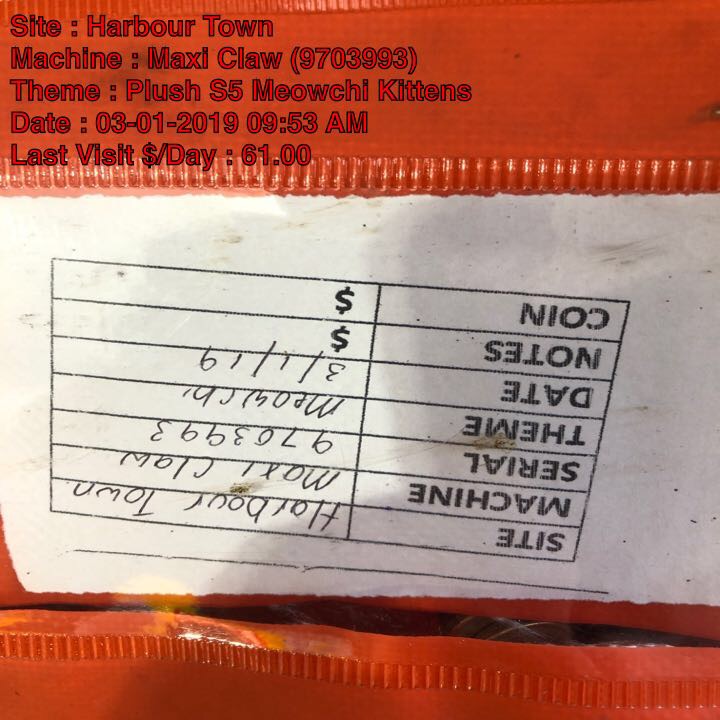 Site : Harbour Town
Machine : Maxi Claw (9703993)
Theme : Plush S5 Meowchi Kittens
Date : 03-01-2019 09:53 AM
Last Visit $/Day : 61.00
SITE Harbour Town
MACHINE Maxi Claw
SERIAL 9703993
THEME Meowchi
DATE 3/1/19
NOTES $
COIN $